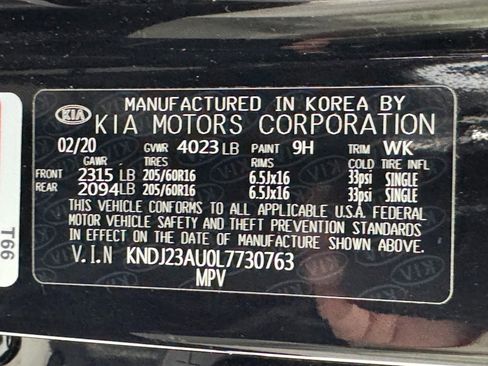 MANUFACTURED IN KOREA BY
KIA KIA MOTORS CORPORATION
02/20 GVWR 4023 LB PAINT 9H TRIM WK
GAWR TIRES RIMS COLD TIRE INFL
FRONT 2315 LB 205/60R16 6.5Jx16 33psi SINGLE
REAR 2094 LB 205/60R16 6.5Jx16 33psi SINGLE
THIS VEHICLE CONFORMS TO ALL APPLICABLE U.S.A. FEDERAL
MOTOR VEHICLE SAFETY AND THEFT PREVENTION STANDARDS
IN EFFECT ON THE DATE OF MANUFACTURE SHOWN ABOVE.
V.I.N KNDJ23AU0L7730763
MPV
T66